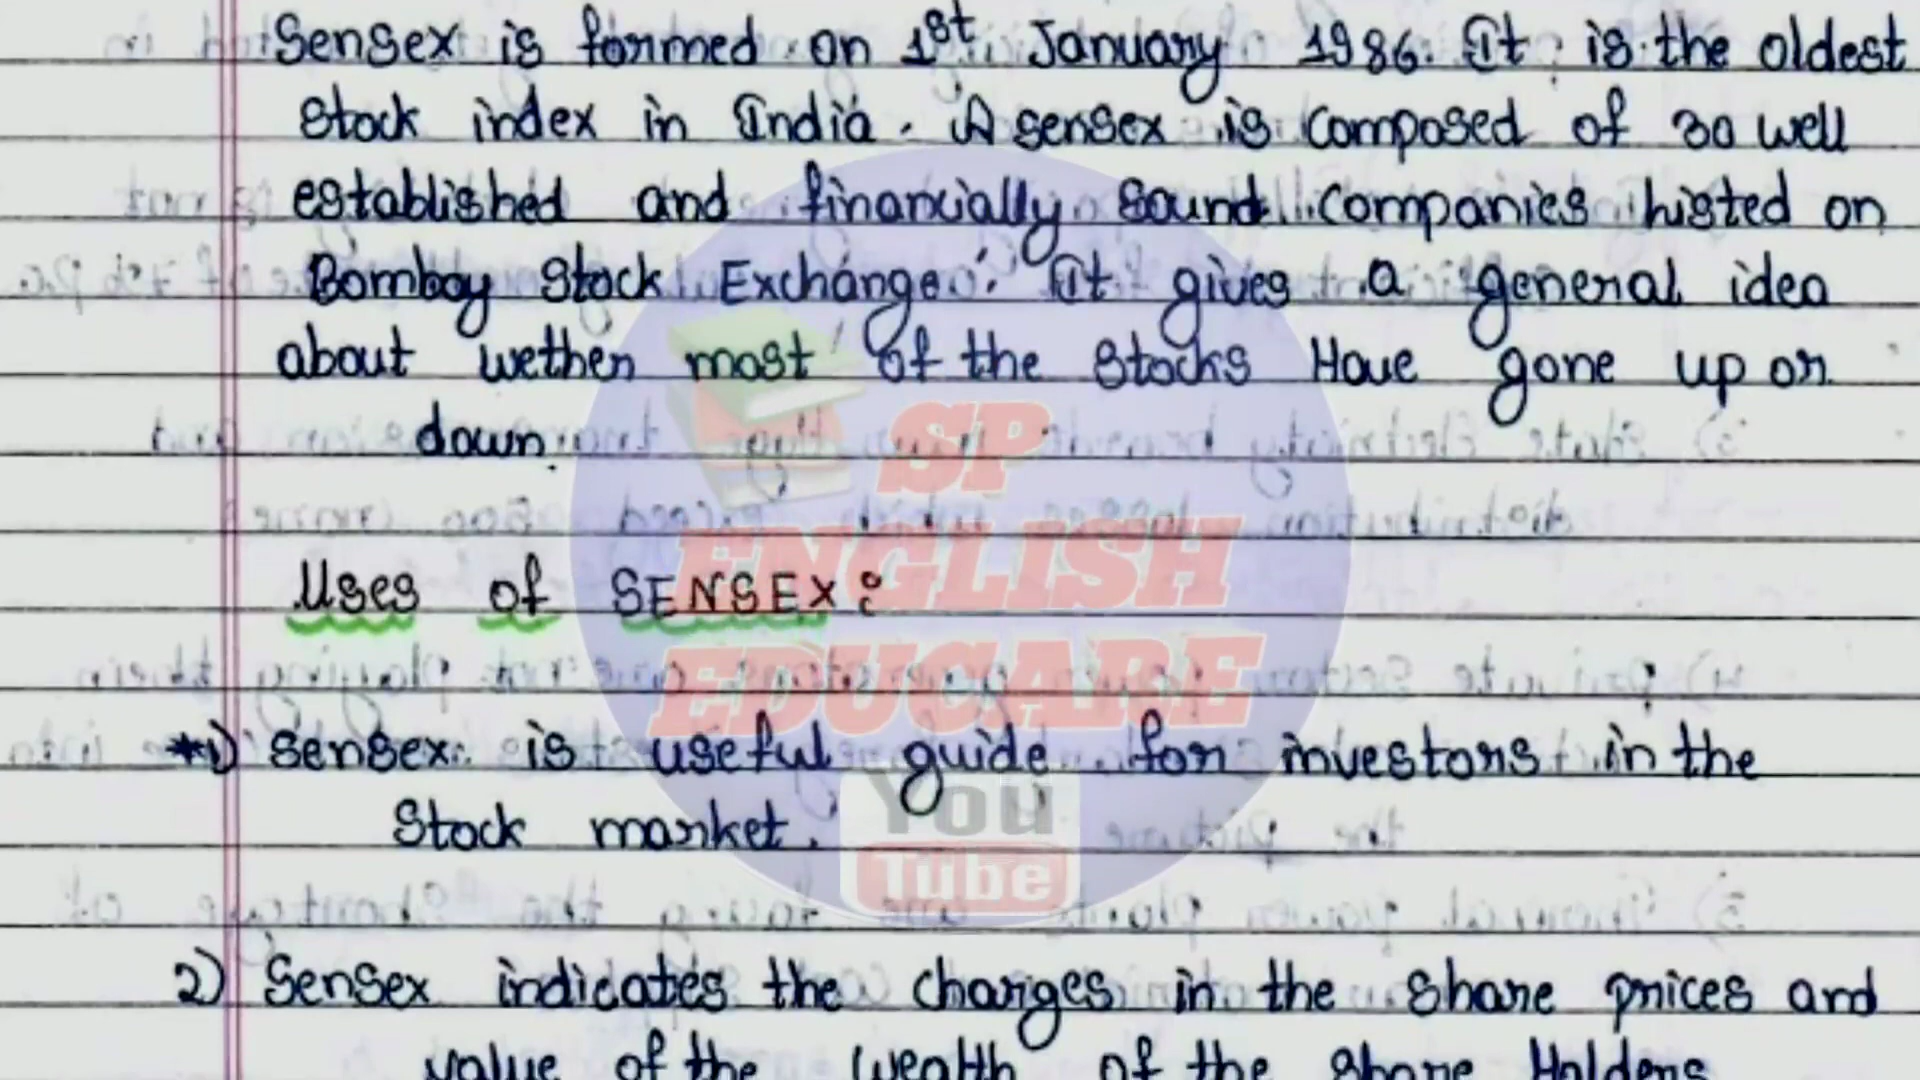 Sensex is formed on 1st January 1986. It is the oldest
stock index in India. A sensex is composed of 30 well
established and financially sound companies listed on
Bombay Stock Exchange. It gives a general idea
about wether most of the stocks Have gone up or
down.
Uses of SENSEX:
*1) Sensex is useful guide for investors in the
Stock market.
2) Sensex indicates the changes in the share prices and
value of the wealth of the Share Holders
SP
ENGLISH
EDUCARE
You
Tube